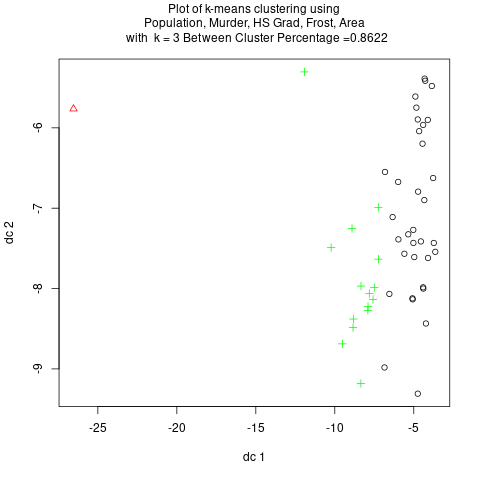 Plot of k-means clustering using
Population, Murder, HS Grad, Frost, Area
with k = 3 Between Cluster Percentage =0.8622
-6
-7
-8
-9
dc 2
-25
-20
-15
-10
-5
dc 1